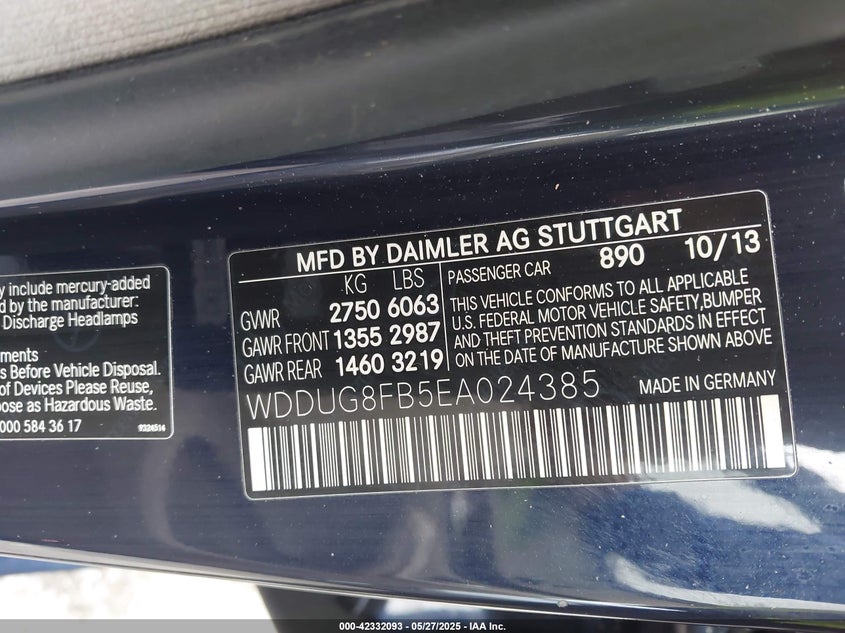 y include mercury-added
d by the manufacturer:
Discharge Headlamps
ments
s Before Vehicle Disposal.
of Devices Please Reuse,
ose as Hazardous Waste.
000 584 36 17
9324514
MFD BY DAIMLER AG STUTTGART
KG LBS
GVWR 2750 6063
GAWR FRONT 1355 2987
GAWR REAR 1460 3219
PASSENGER CAR 890 10/13
THIS VEHICLE CONFORMS TO ALL APPLICABLE
U.S. FEDERAL MOTOR VEHICLE SAFETY,BUMPER
AND THEFT PREVENTION STANDARDS IN EFFECT
ON THE DATE OF MANUFACTURE SHOWN ABOVE
WDDUG8FB5EA024385
MADE IN GERMANY
000-42332093 - 05/27/2025 - IAA Inc.